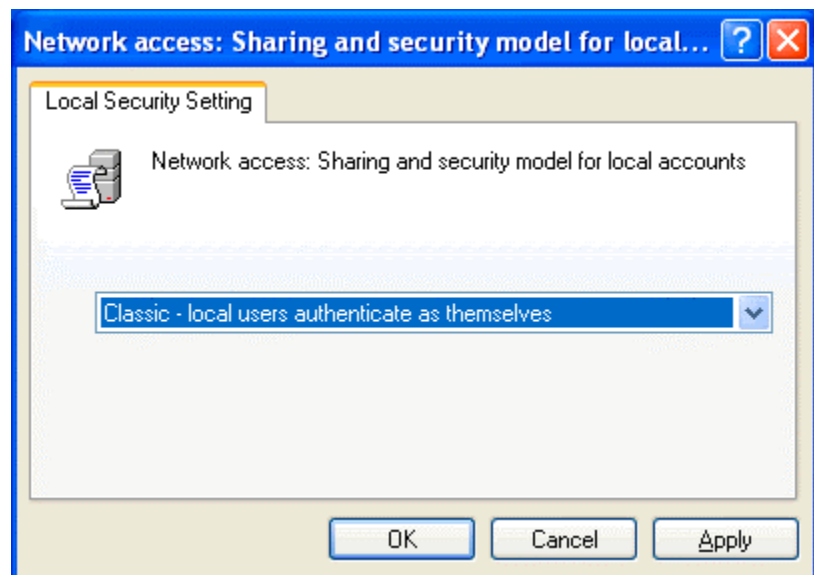 Network access: Sharing and security model for local...
Local Security Setting
Network access: Sharing and security model for local accounts
Classic - local users authenticate as themselves
OK Cancel Apply